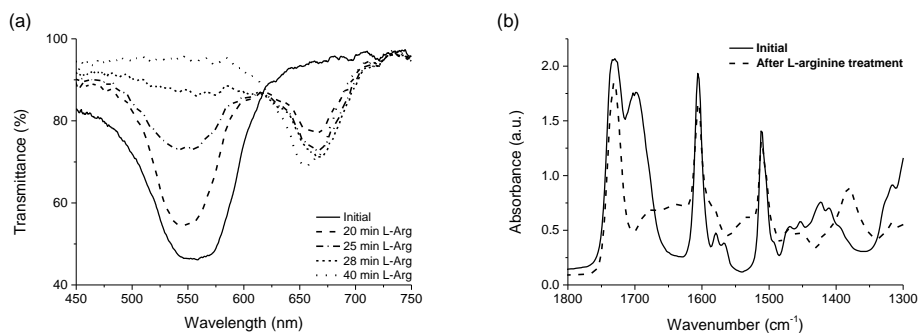 (a)
100
80
60
40
Transmittance (%)
450 500 550 600 650 700 750
Wavelength (nm)
Initial
20 min L-Arg
25 min L-Arg
28 min L-Arg
40 min L-Arg
(b)
2.0
1.5
1.0
0.5
0.0
Absorbance (a.u.)
1800 1700 1600 1500 1400 1300
Wavenumber (cm⁻¹)
Initial
After L-arginine treatment